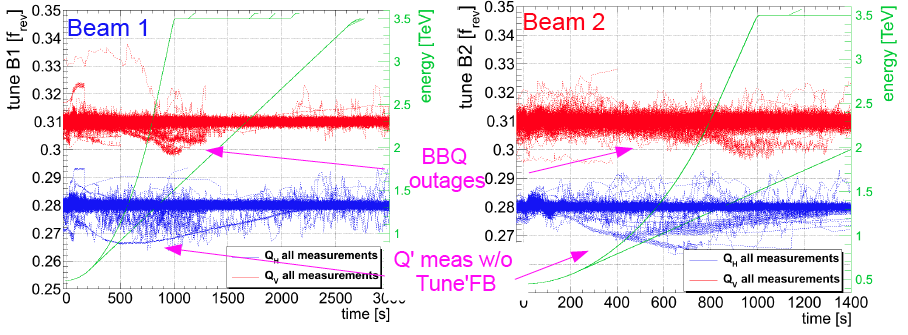 Beam 1
tune B1 [f_rev]
0.35
0.34
0.33
0.32
0.31
0.3
0.29
0.28
0.27
0.26
0.25
energy [TeV]
3.5
3
2.5
2
1.5
1
0.5
Q_H all measurements
Q_V all measurements
0 500 1000 1500 2000 2500 3000
time [s]
BBQ
outages
Q' meas w/o
Tune'FB
Beam 2
tune B2 [f_rev]
0.35
0.34
0.33
0.32
0.31
0.3
0.29
0.28
0.27
energy [TeV]
3.5
3
2.5
2
1.5
1
0.5
Q_H all measurements
Q_V all measurements
0 200 400 600 800 1000 1200 1400
time [s]